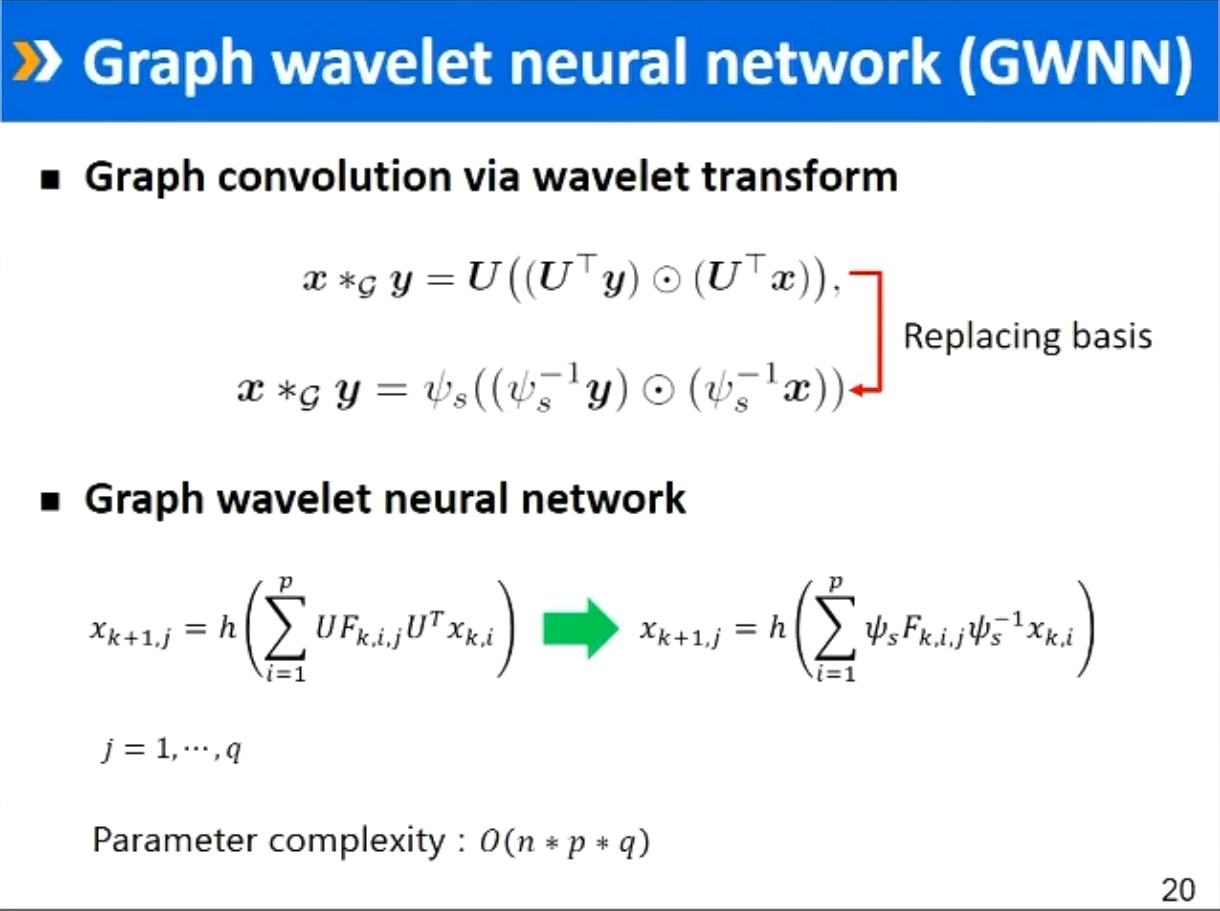 Graph wavelet neural network (GWNN)
■ Graph convolution via wavelet transform
𝒙 ∗_𝒢 𝒚 = 𝑼((𝑼^⊤𝒚) ⊙ (𝑼^⊤𝒙)),
Replacing basis
𝒙 ∗_𝒢 𝒚 = ψ_s((ψ_s^{-1}𝒚) ⊙ (ψ_s^{-1}𝒙))
■ Graph wavelet neural network
x_{k+1,j} = h(∑_{i=1}^{p} UF_{k,i,j}U^T x_{k,i}) x_{k+1,j} = h(∑_{i=1}^{p} ψ_s F_{k,i,j} ψ_s^{-1} x_{k,i})
j = 1, ⋯ , q
Parameter complexity : O(n ∗ p ∗ q)
20